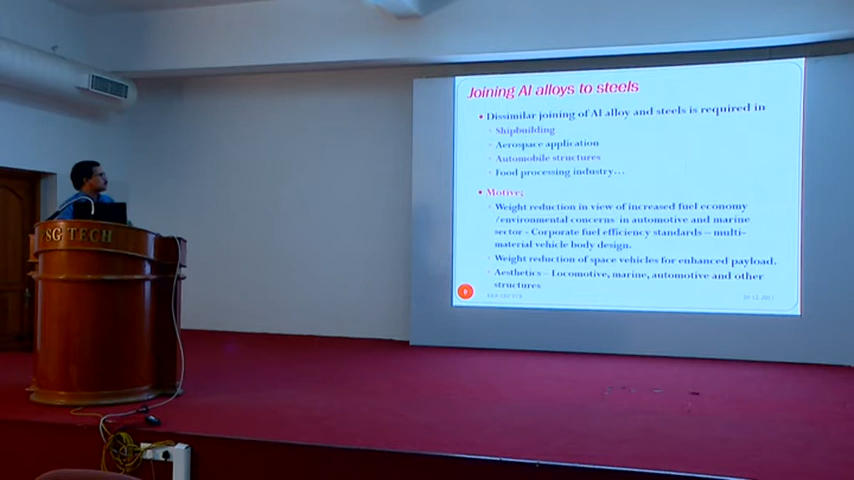 Joining Al alloys to steels
• Dissimilar joining of Al alloy and steels is required in
Shipbuilding
Aerospace application
Automobile structures
Food processing industry…
• Motive;
Weight reduction in view of increased fuel economy
/environmental concerns in automotive and marine
sector - Corporate fuel efficiency standards – multi-
material vehicle body design.
Weight reduction of space vehicles for enhanced payload.
Aesthetics – Locomotive, marine, automotive and other
structures
9
SG TECH